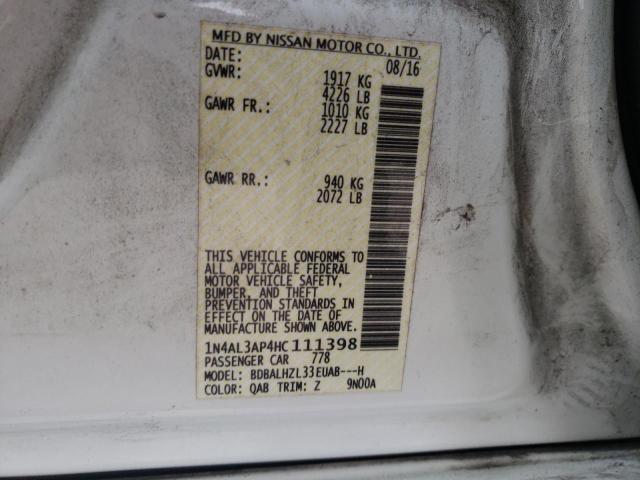 MFD BY NISSAN MOTOR CO., LTD.
DATE: 08/16
GVWR: 1917 KG
4226 LB
GAWR FR.: 1010 KG
2227 LB
GAWR RR.: 940 KG
2072 LB
THIS VEHICLE CONFORMS TO
ALL APPLICABLE FEDERAL
MOTOR VEHICLE SAFETY,
BUMPER, AND THEFT
PREVENTION STANDARDS IN
EFFECT ON THE DATE OF
MANUFACTURE SHOWN ABOVE.
1N4AL3AP4HC111398
PASSENGER CAR 778
MODEL: BDBALHZL33EUAB---H
COLOR: QAB TRIM: Z 9N00A